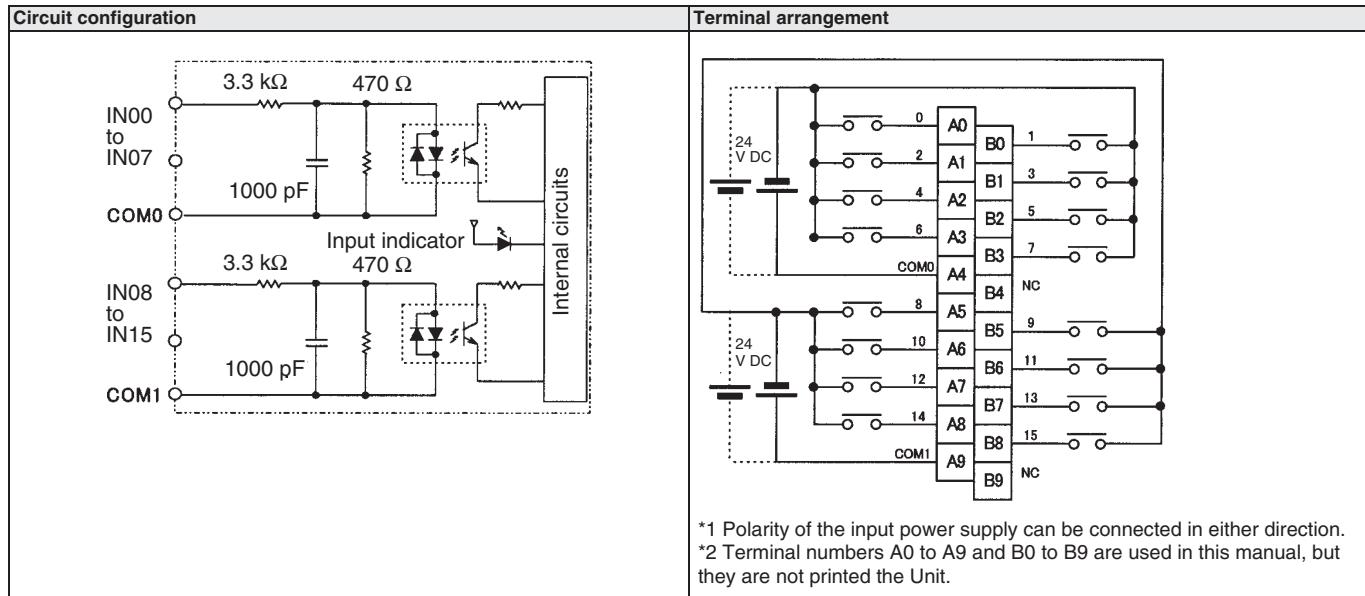 Circuit configuration
3.3 kΩ
470 Ω
IN00
to
IN07
1000 pF
COM0
Input indicator
3.3 kΩ
470 Ω
IN08
to
IN15
1000 pF
COM1
Internal circuits
Terminal arrangement
24
V DC
0
A0
B0
1
2
A1
B1
3
4
A2
B2
5
6
A3
B3
7
COM0
A4
B4
NC
8
A5
B5
9
24
V DC
10
A6
B6
11
12
A7
B7
13
14
A8
B8
15
COM1
A9
B9
NC
*1 Polarity of the input power supply can be connected in either direction.
*2 Terminal numbers A0 to A9 and B0 to B9 are used in this manual, but
they are not printed the Unit.